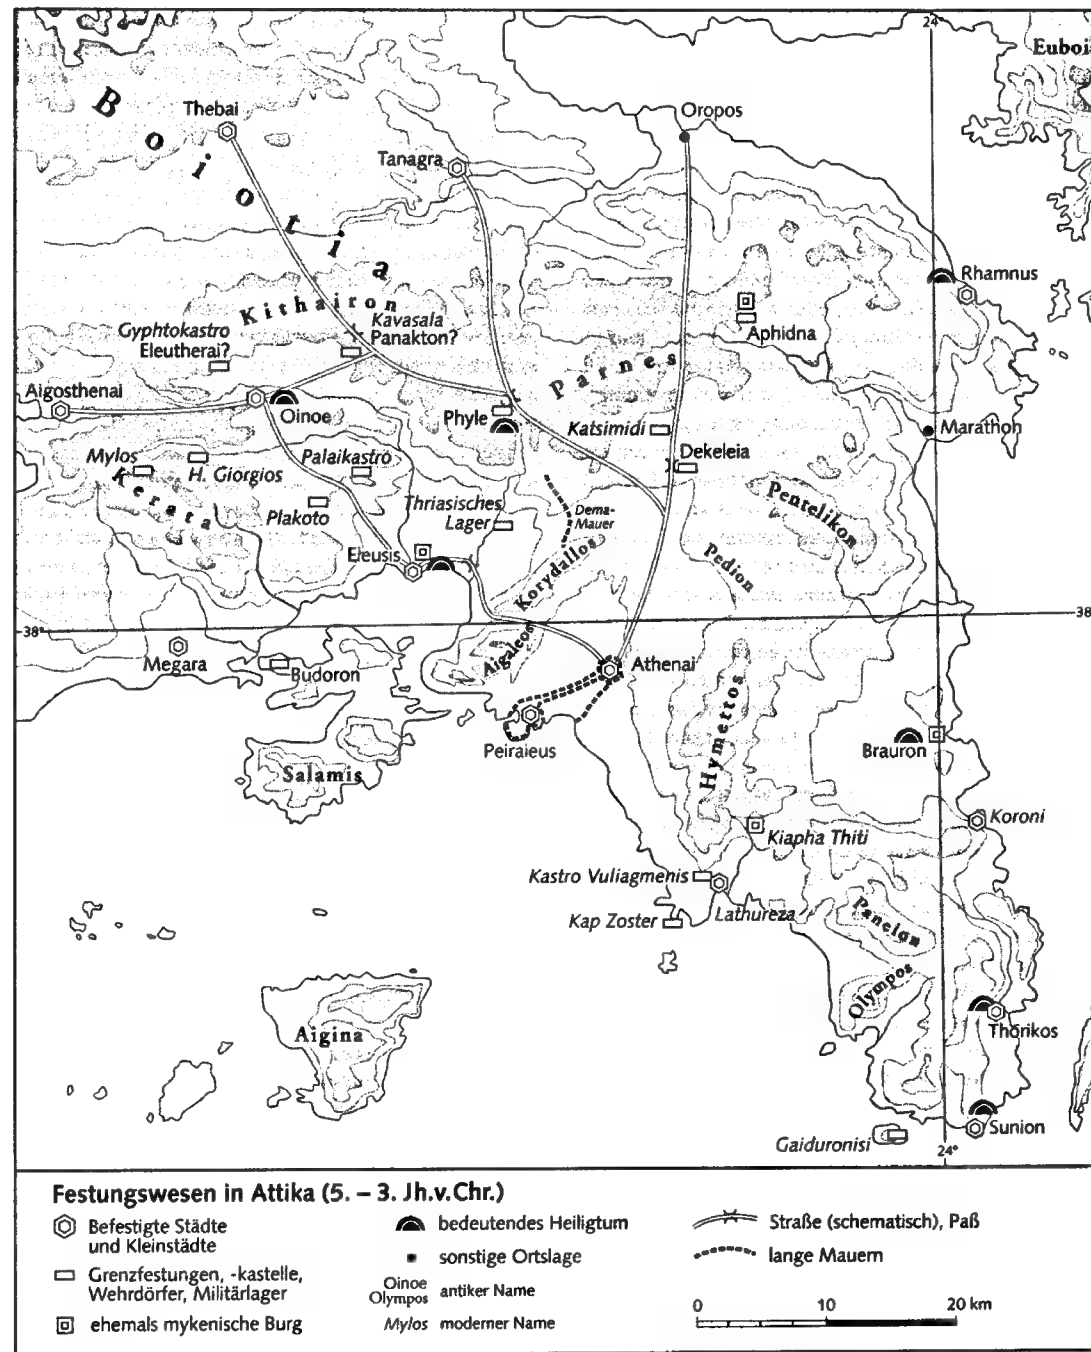 24°
Euboi
Boiotia
Thebai
Oropos
Tanagra
Rhamnus
Kithairon
Kavasala
Panakton?
Gyphtokastro
Eleutherai?
Aphidna
Parnes
Aigosthenai
Oinoe
Phyle
Katsimidi
Marathon
Mylos
H. Giorgios
Palaikastro
Dekeleia
Kerata
Plakoto
Thriasisches
Lager
Dema-
Mauer
Pentelikon
Eleusis
Korydallos
Pedion
38°
38
Megara
Budoron
Aigaleos
Athenai
Peiraieus
Hymettos
Brauron
Salamis
Koroni
Kiapha Thiti
Kastro Vuliagmenis
Kap Zoster
Lathureza
Paneion
Olympos
Aigina
Thorikos
Sunion
Gaiduronisi
24°
Festungswesen in Attika (5. – 3. Jh.v.Chr.)
Befestigte Städte
und Kleinstädte
Grenzfestungen, -kastelle,
Wehrdörfer, Militärlager
ehemals mykenische Burg
bedeutendes Heiligtum
sonstige Ortslage
Oinoe
Olympos
antiker Name
Mylos moderner Name
Straße (schematisch), Paß
lange Mauern
0 10 20 km